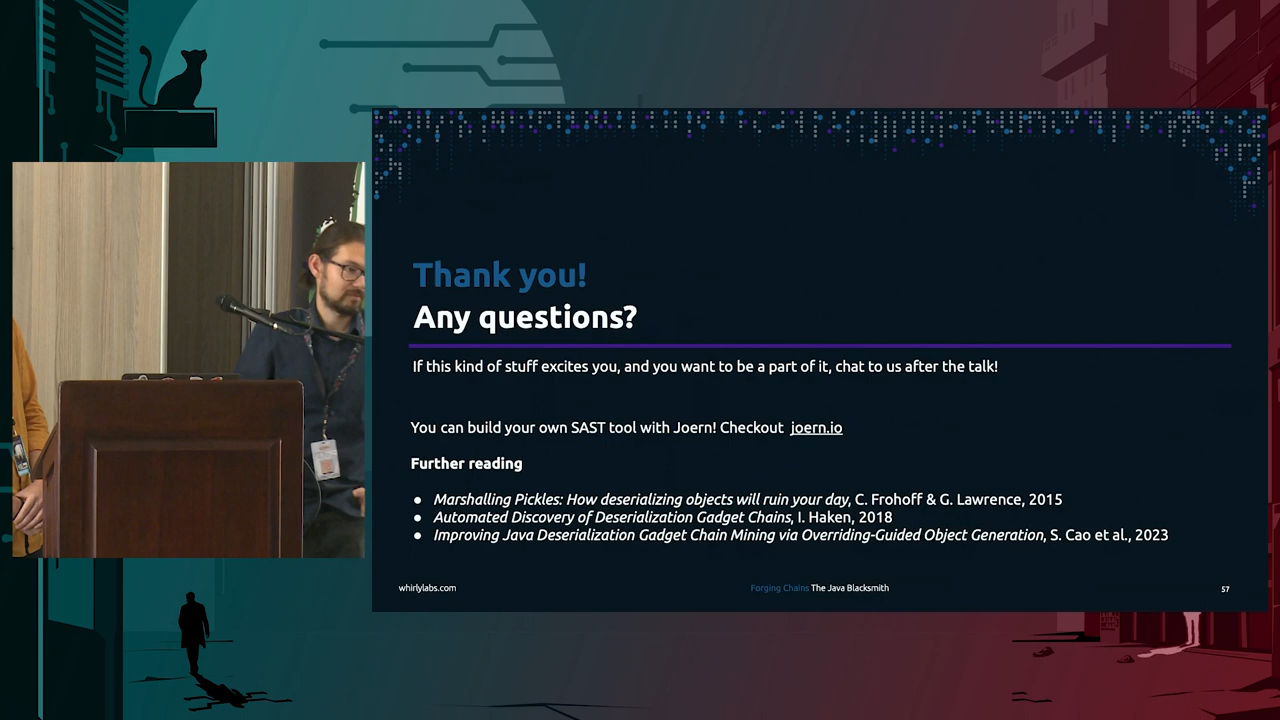 Thank you!
Any questions?
If this kind of stuff excites you, and you want to be a part of it, chat to us after the talk!
You can build your own SAST tool with Joern! Checkout joern.io
Further reading
● Marshalling Pickles: How deserializing objects will ruin your day, C. Frohoff & G. Lawrence, 2015
● Automated Discovery of Deserialization Gadget Chains, I. Haken, 2018
● Improving Java Deserialization Gadget Chain Mining via Overriding-Guided Object Generation, S. Cao et al., 2023
whirlylabs.com
Forging Chains The Java Blacksmith
57